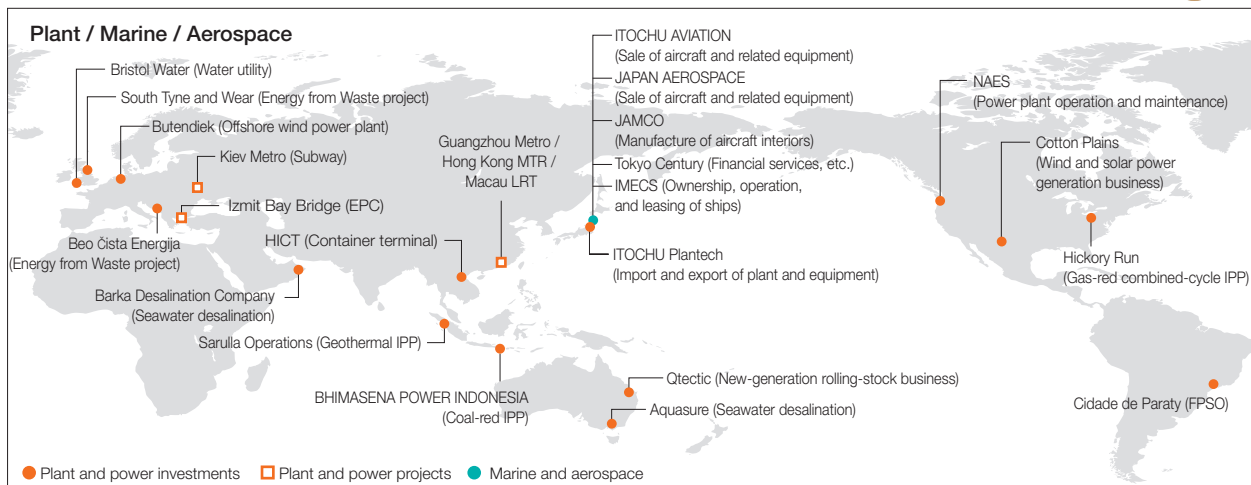 Plant / Marine / Aerospace
Bristol Water (Water utility)
South Tyne and Wear (Energy from Waste project)
Butendiek (Offshore wind power plant)
Kiev Metro (Subway)
Izmit Bay Bridge (EPC)
Beo čista Energija
(Energy from Waste project)
HICT (Container terminal)
Barka Desalination Company
(Seawater desalination)
Sarulla Operations (Geothermal IPP)
BHIMASENA POWER INDONESIA
(Coal-red IPP)
Guangzhou Metro /
Hong Kong MTR /
Macau LRT
ITOCHU AVIATION
(Sale of aircraft and related equipment)
JAPAN AEROSPACE
(Sale of aircraft and related equipment)
JAMCO
(Manufacture of aircraft interiors)
Tokyo Century (Financial services, etc.)
IMECS (Ownership, operation,
and leasing of ships)
ITOCHU Plantech
(Import and export of plant and equipment)
Qtectic (New-generation rolling-stock business)
Aquasure (Seawater desalination)
NAES
(Power plant operation and maintenance)
Cotton Plains
(Wind and solar power
generation business)
Hickory Run
(Gas-red combined-cycle IPP)
Cidade de Paraty (FPSO)
Plant and power investments
Plant and power projects
Marine and aerospace